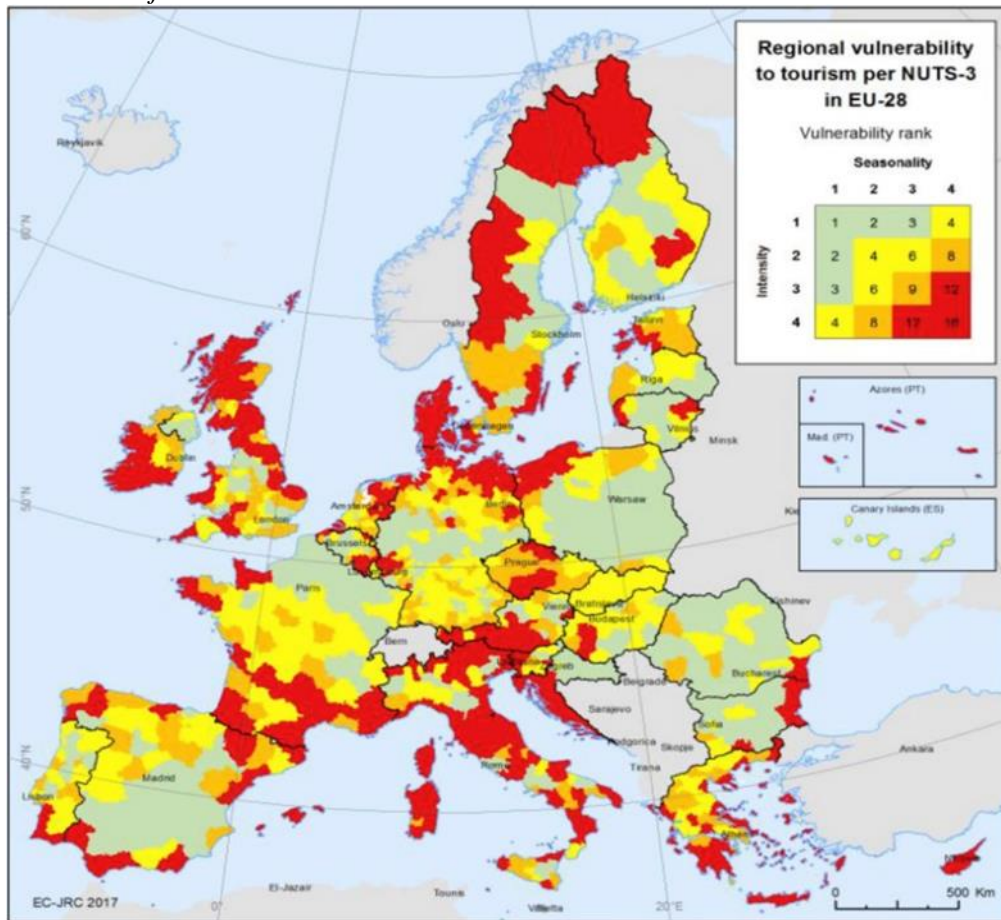 Regional vulnerability
to tourism per NUTS-3
in EU-28
Vulnerability rank
Seasonality
1 2 3 4
1 1 2 3 4
2 2 4 6 8
3 3 6 9 12
4 4 8 12 16
Intensity
Reykjavik
60°N
50°N
40°N
Oslo
Helsinki
Stockholm
Tallinn
Riga
Vilnius
Minsk
Dublin
London
Berlin
Warsaw
Brussels
Prague
Paris
Vienna
Bratislava
Budapest
Bern
Zagreb
Belgrade
Bucharest
Sarajevo
Sofia
Podgorica
Skopje
Tirana
Rome
Madrid
Lisbon
Ankara
Athens
Azores (PT)
Mad. (PT)
Canary Islands (ES)
El-Jazair
Tounis
EC-JRC 2017
0°
20°E
0 500 Km